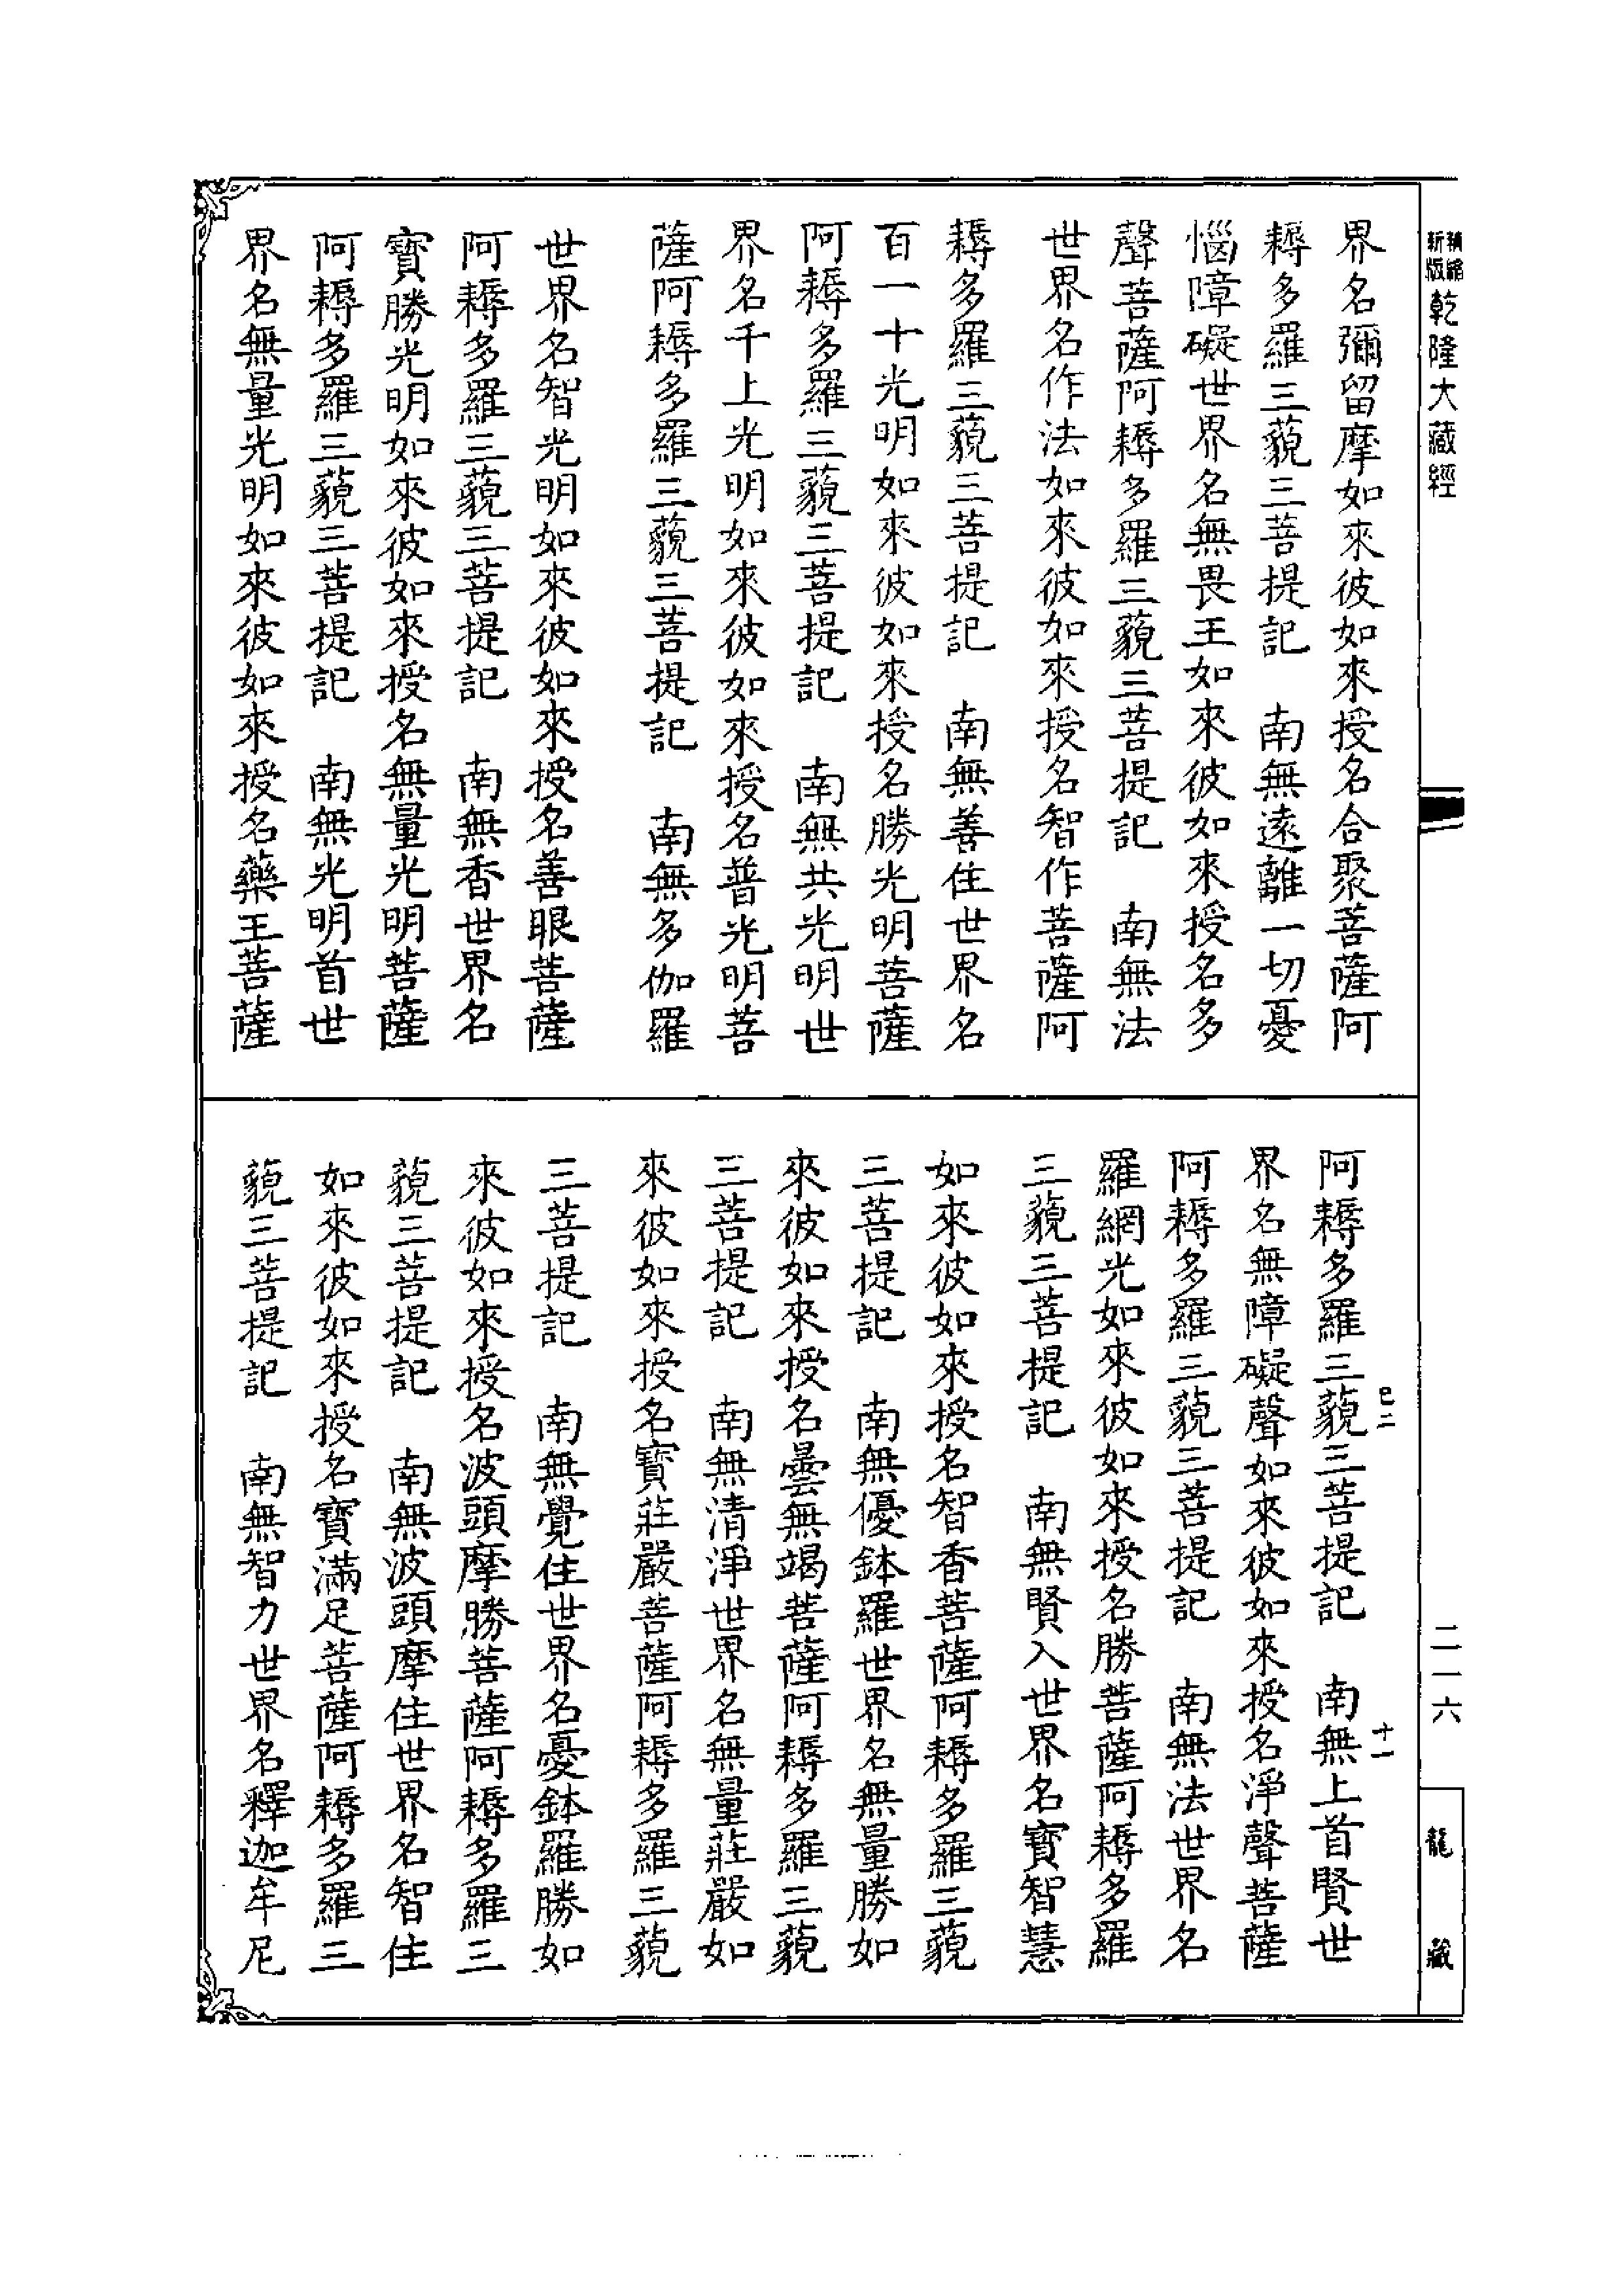 精縮新版乾隆大藏經
界名彌留摩如來彼如來授名合聚菩薩阿
耨多羅三藐三菩提記　南無遠離一切憂
惱障礙世界名無畏王如來彼如來授名多
聲菩薩阿耨多羅三藐三菩提記　南無法
世界名作法如來彼如來授名智作菩薩阿
耨多羅三藐三菩提記　南無善住世界名
百一十光明如來彼如來授名勝光明菩薩
阿耨多羅三藐三菩提記　南無共光明世
界名千上光明如來彼如來授名普光明菩
薩阿耨多羅三藐三菩提記　南無多伽羅
世界名智光明如來彼如來授名善眼菩薩
阿耨多羅三藐三菩提記　南無香世界名
寶勝光明如來彼如來授名無量光明菩薩
阿耨多羅三藐三菩提記　南無光明首世
界名無量光明如來彼如來授名藥王菩薩
阿耨多羅三藐三菩提記　南無上首賢世
界名無障礙聲如來彼如來授名淨聲菩薩
阿耨多羅三藐三菩提記　南無法世界名
羅網光如來彼如來授名勝菩薩阿耨多羅
三藐三菩提記　南無賢入世界名寶智慧
如來彼如來授名智香菩薩阿耨多羅三藐
三菩提記　南無優鉢羅世界名無量勝如
來彼如來授名曇無竭菩薩阿耨多羅三藐
三菩提記　南無清淨世界名無量莊嚴如
來彼如來授名寶莊嚴菩薩阿耨多羅三藐
三菩提記　南無覺住世界名憂鉢羅勝如
來彼如來授名波頭摩勝菩薩阿耨多羅三
藐三菩提記　南無波頭摩住世界名智住
如來彼如來授名寶滿足菩薩阿耨多羅三
藐三菩提記　南無智力世界名釋迦牟尼
已二　十一
二一六
龍藏